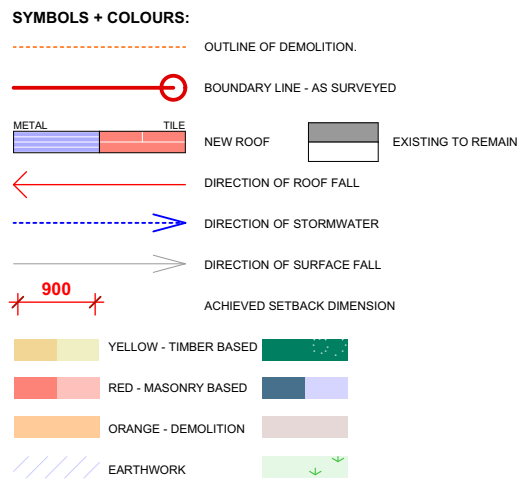 SYMBOLS + COLOURS:
OUTLINE OF DEMOLITION.
BOUNDARY LINE - AS SURVEYED
METAL TILE
NEW ROOF
EXISTING TO REMAIN
DIRECTION OF ROOF FALL
DIRECTION OF STORMWATER
DIRECTION OF SURFACE FALL
900
ACHIEVED SETBACK DIMENSION
YELLOW - TIMBER BASED
RED - MASONRY BASED
ORANGE - DEMOLITION
EARTHWORK